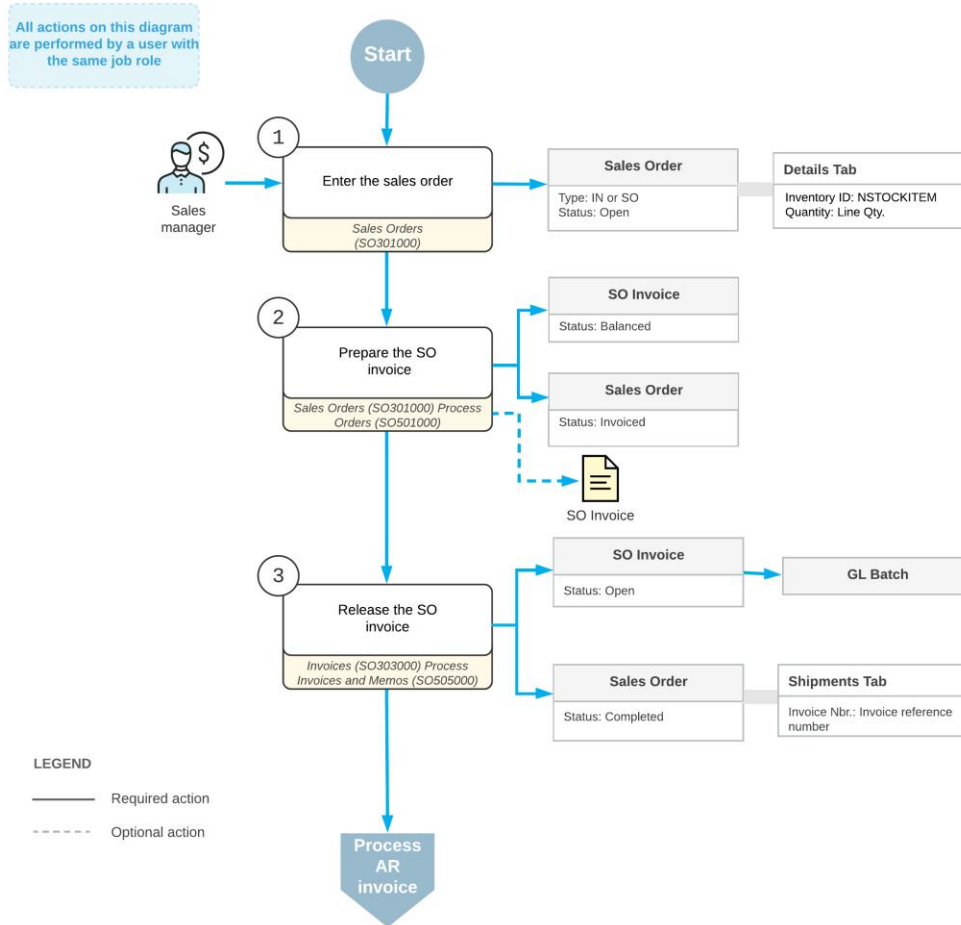 All actions on this diagram
are performed by a user with
the same job role
Start
1
Enter the sales order
Sales Orders
(SO301000)
$
Sales
manager
Sales Order
Type: IN or SO
Status: Open
Details Tab
Inventory ID: NSTOCKITEM
Quantity: Line Qty.
2
Prepare the SO
invoice
Sales Orders (SO301000) Process
Orders (SO501000)
SO Invoice
Status: Balanced
Sales Order
Status: Invoiced
SO Invoice
3
Release the SO
invoice
Invoices (SO303000) Process
Invoices and Memos (SO505000)
SO Invoice
Status: Open
GL Batch
Sales Order
Status: Completed
Shipments Tab
Invoice Nbr.: Invoice reference
number
LEGEND
Required action
Optional action
Process
AR
invoice